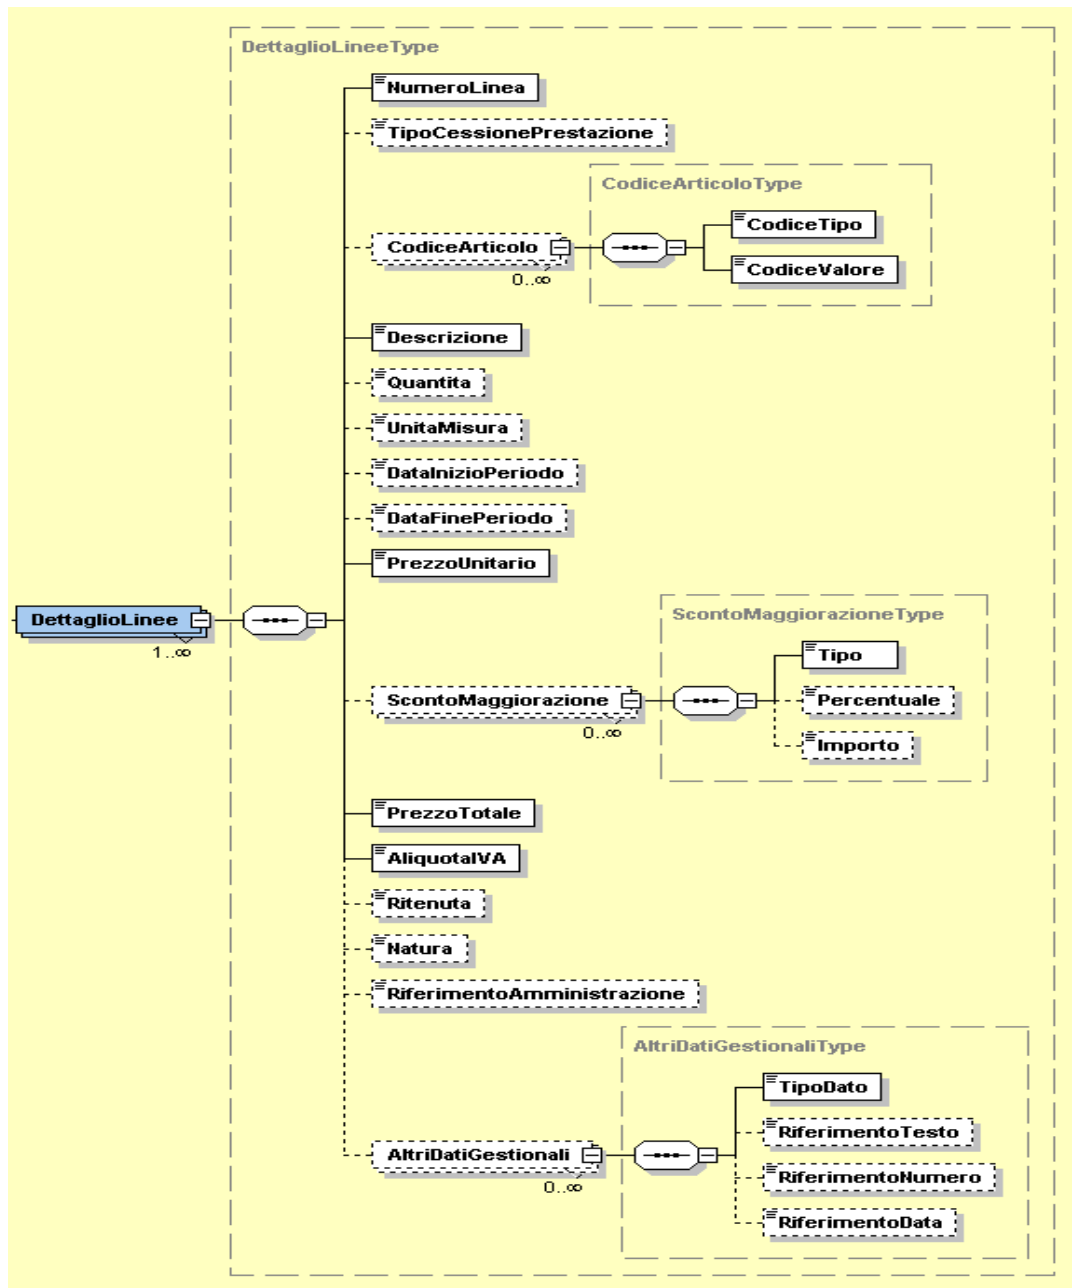 DettaglioLineeType
NumeroLinea
TipoCessionePrestazione
CodiceArticoloType
CodiceArticolo
0..∞
CodiceTipo
CodiceValore
Descrizione
Quantita
UnitaMisura
DataInizioPeriodo
DataFinePeriodo
PrezzoUnitario
DettaglioLinee
1..∞
ScontoMaggiorazioneType
ScontoMaggiorazione
0..∞
Tipo
Percentuale
Importo
PrezzoTotale
AliquotaIVA
Ritenuta
Natura
RiferimentoAmministrazione
AltriDatiGestionaliType
AltriDatiGestionali
0..∞
TipoDato
RiferimentoTesto
RiferimentoNumero
RiferimentoData